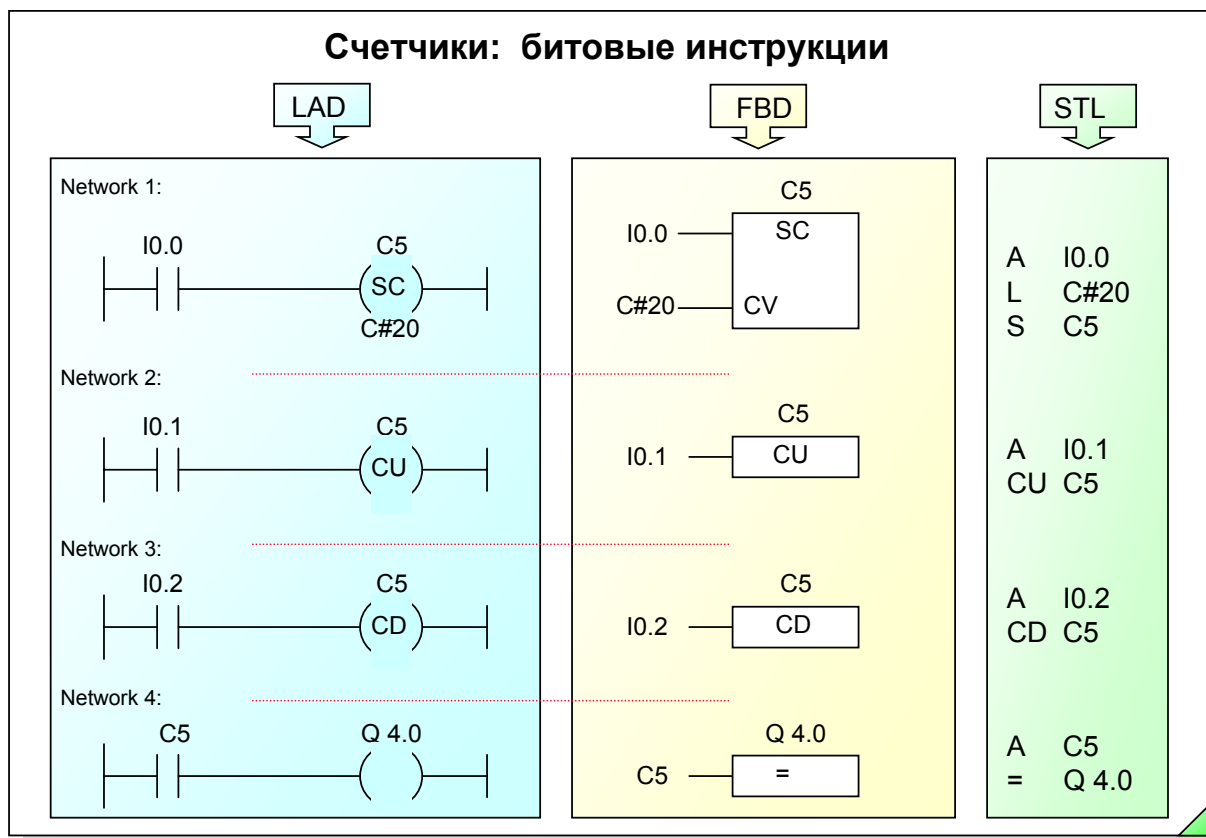 Счетчики: битовые инструкции
LAD
FBD
STL
Network 1:
I0.0
C5
SC
C#20
Network 2:
I0.1
C5
CU
Network 3:
I0.2
C5
CD
Network 4:
C5
Q 4.0
C5
I0.0
SC
C#20
CV
C5
I0.1
CU
C5
I0.2
CD
Q 4.0
C5
=
A I0.0
L C#20
S C5
A I0.1
CU C5
A I0.2
CD C5
A C5
= Q 4.0